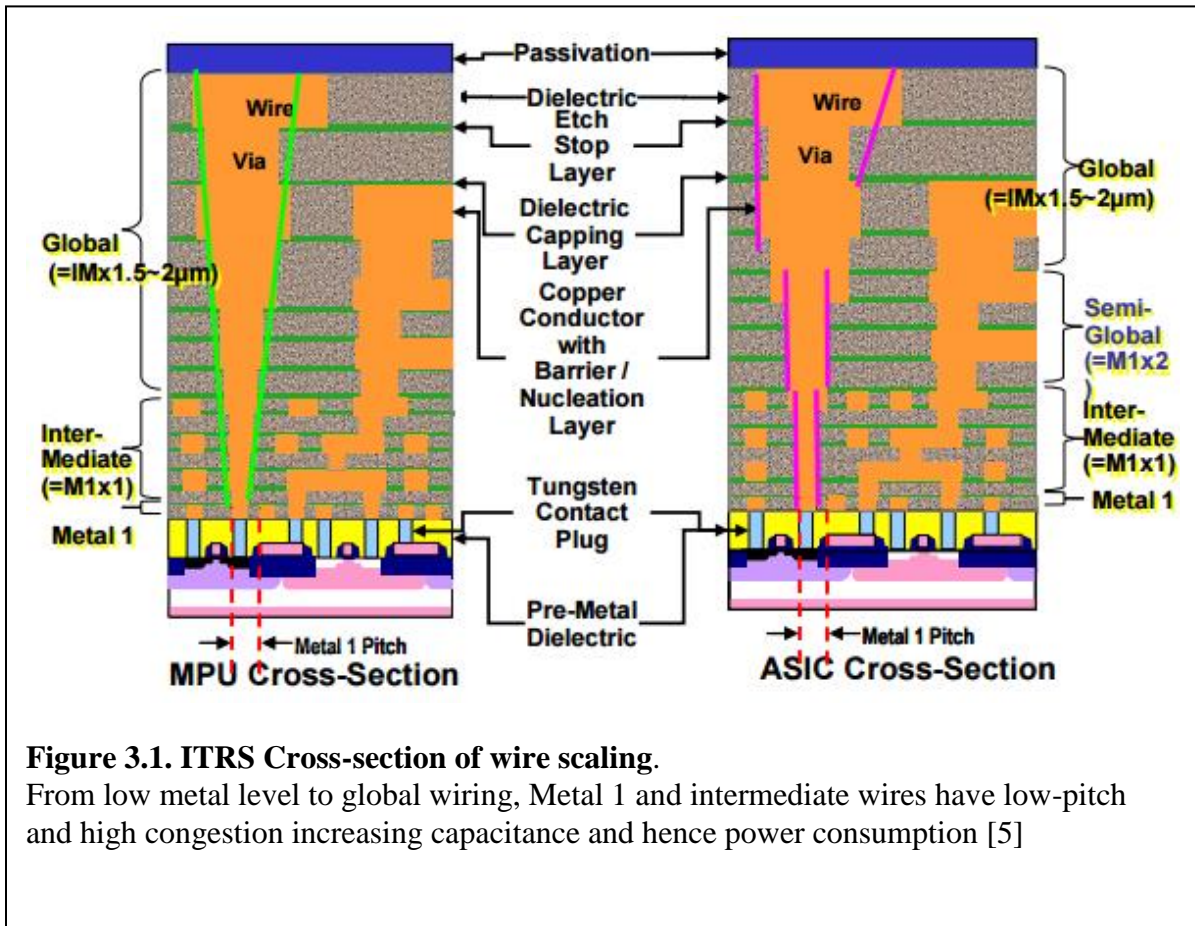 Passivation
Dielectric
Etch
Stop
Layer
Dielectric
Capping
Layer
Copper
Conductor
with
Barrier /
Nucleation
Layer
Tungsten
Contact
Plug
Pre-Metal
Dielectric
Wire
Via
Global
(=IMx1.5~2µm)
Inter-
Mediate
(=M1x1)
Metal 1
Metal 1 Pitch
MPU Cross-Section
Wire
Via
Global
(=IMx1.5~2µm)
Semi-
Global
(=M1x2
)
Inter-
Mediate
(=M1x1)
Metal 1
Metal 1 Pitch
ASIC Cross-Section
Figure 3.1. ITRS Cross-section of wire scaling.
From low metal level to global wiring, Metal 1 and intermediate wires have low-pitch
and high congestion increasing capacitance and hence power consumption [5]